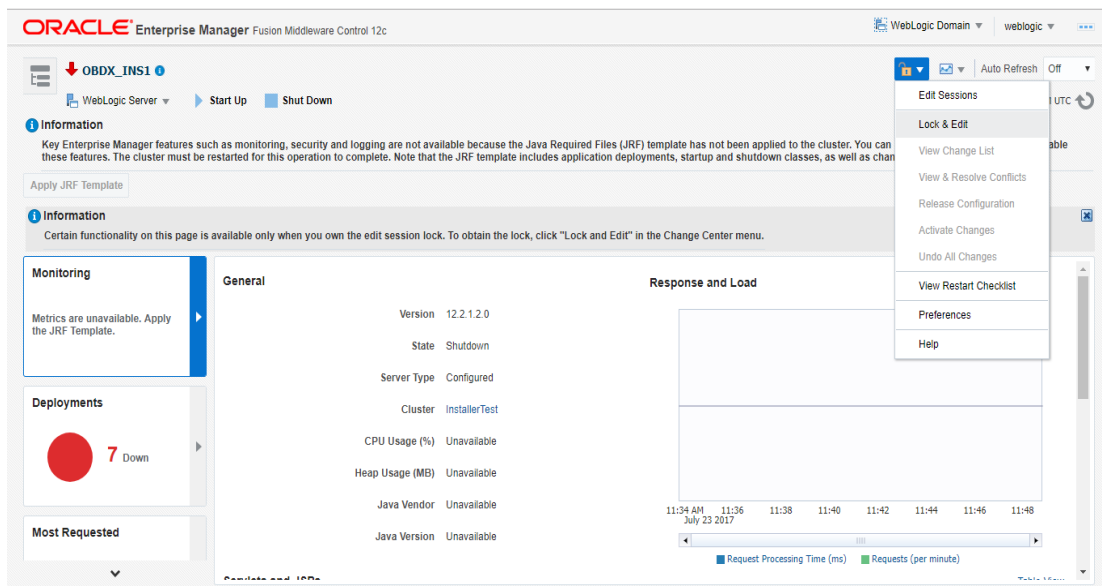 ORACLE Enterprise Manager Fusion Middleware Control 12c
WebLogic Domain
weblogic
OBDX_INS1
Auto Refresh Off
WebLogic Server
Start Up
Shut Down
UTC
Edit Sessions
Lock & Edit
View Change List
View & Resolve Conflicts
Release Configuration
Activate Changes
Undo All Changes
View Restart Checklist
Preferences
Help
Information
Key Enterprise Manager features such as monitoring, security and logging are not available because the Java Required Files (JRF) template has not been applied to the cluster. You can
these features. The cluster must be restarted for this operation to complete. Note that the JRF template includes application deployments, startup and shutdown classes, as well as
Apply JRF Template
Information
Certain functionality on this page is available only when you own the edit session lock. To obtain the lock, click "Lock and Edit" in the Change Center menu.
Monitoring
Metrics are unavailable. Apply
the JRF Template.
Deployments
7 Down
Most Requested
General
Version 12.2.1.2.0
State Shutdown
Server Type Configured
Cluster InstallerTest
CPU Usage (%) Unavailable
Heap Usage (MB) Unavailable
Java Vendor Unavailable
Java Version Unavailable
Response and Load
11:34 AM 11:36 11:38 11:40 11:42 11:44 11:46 11:48
July 23 2017
Request Processing Time (ms) Requests (per minute)